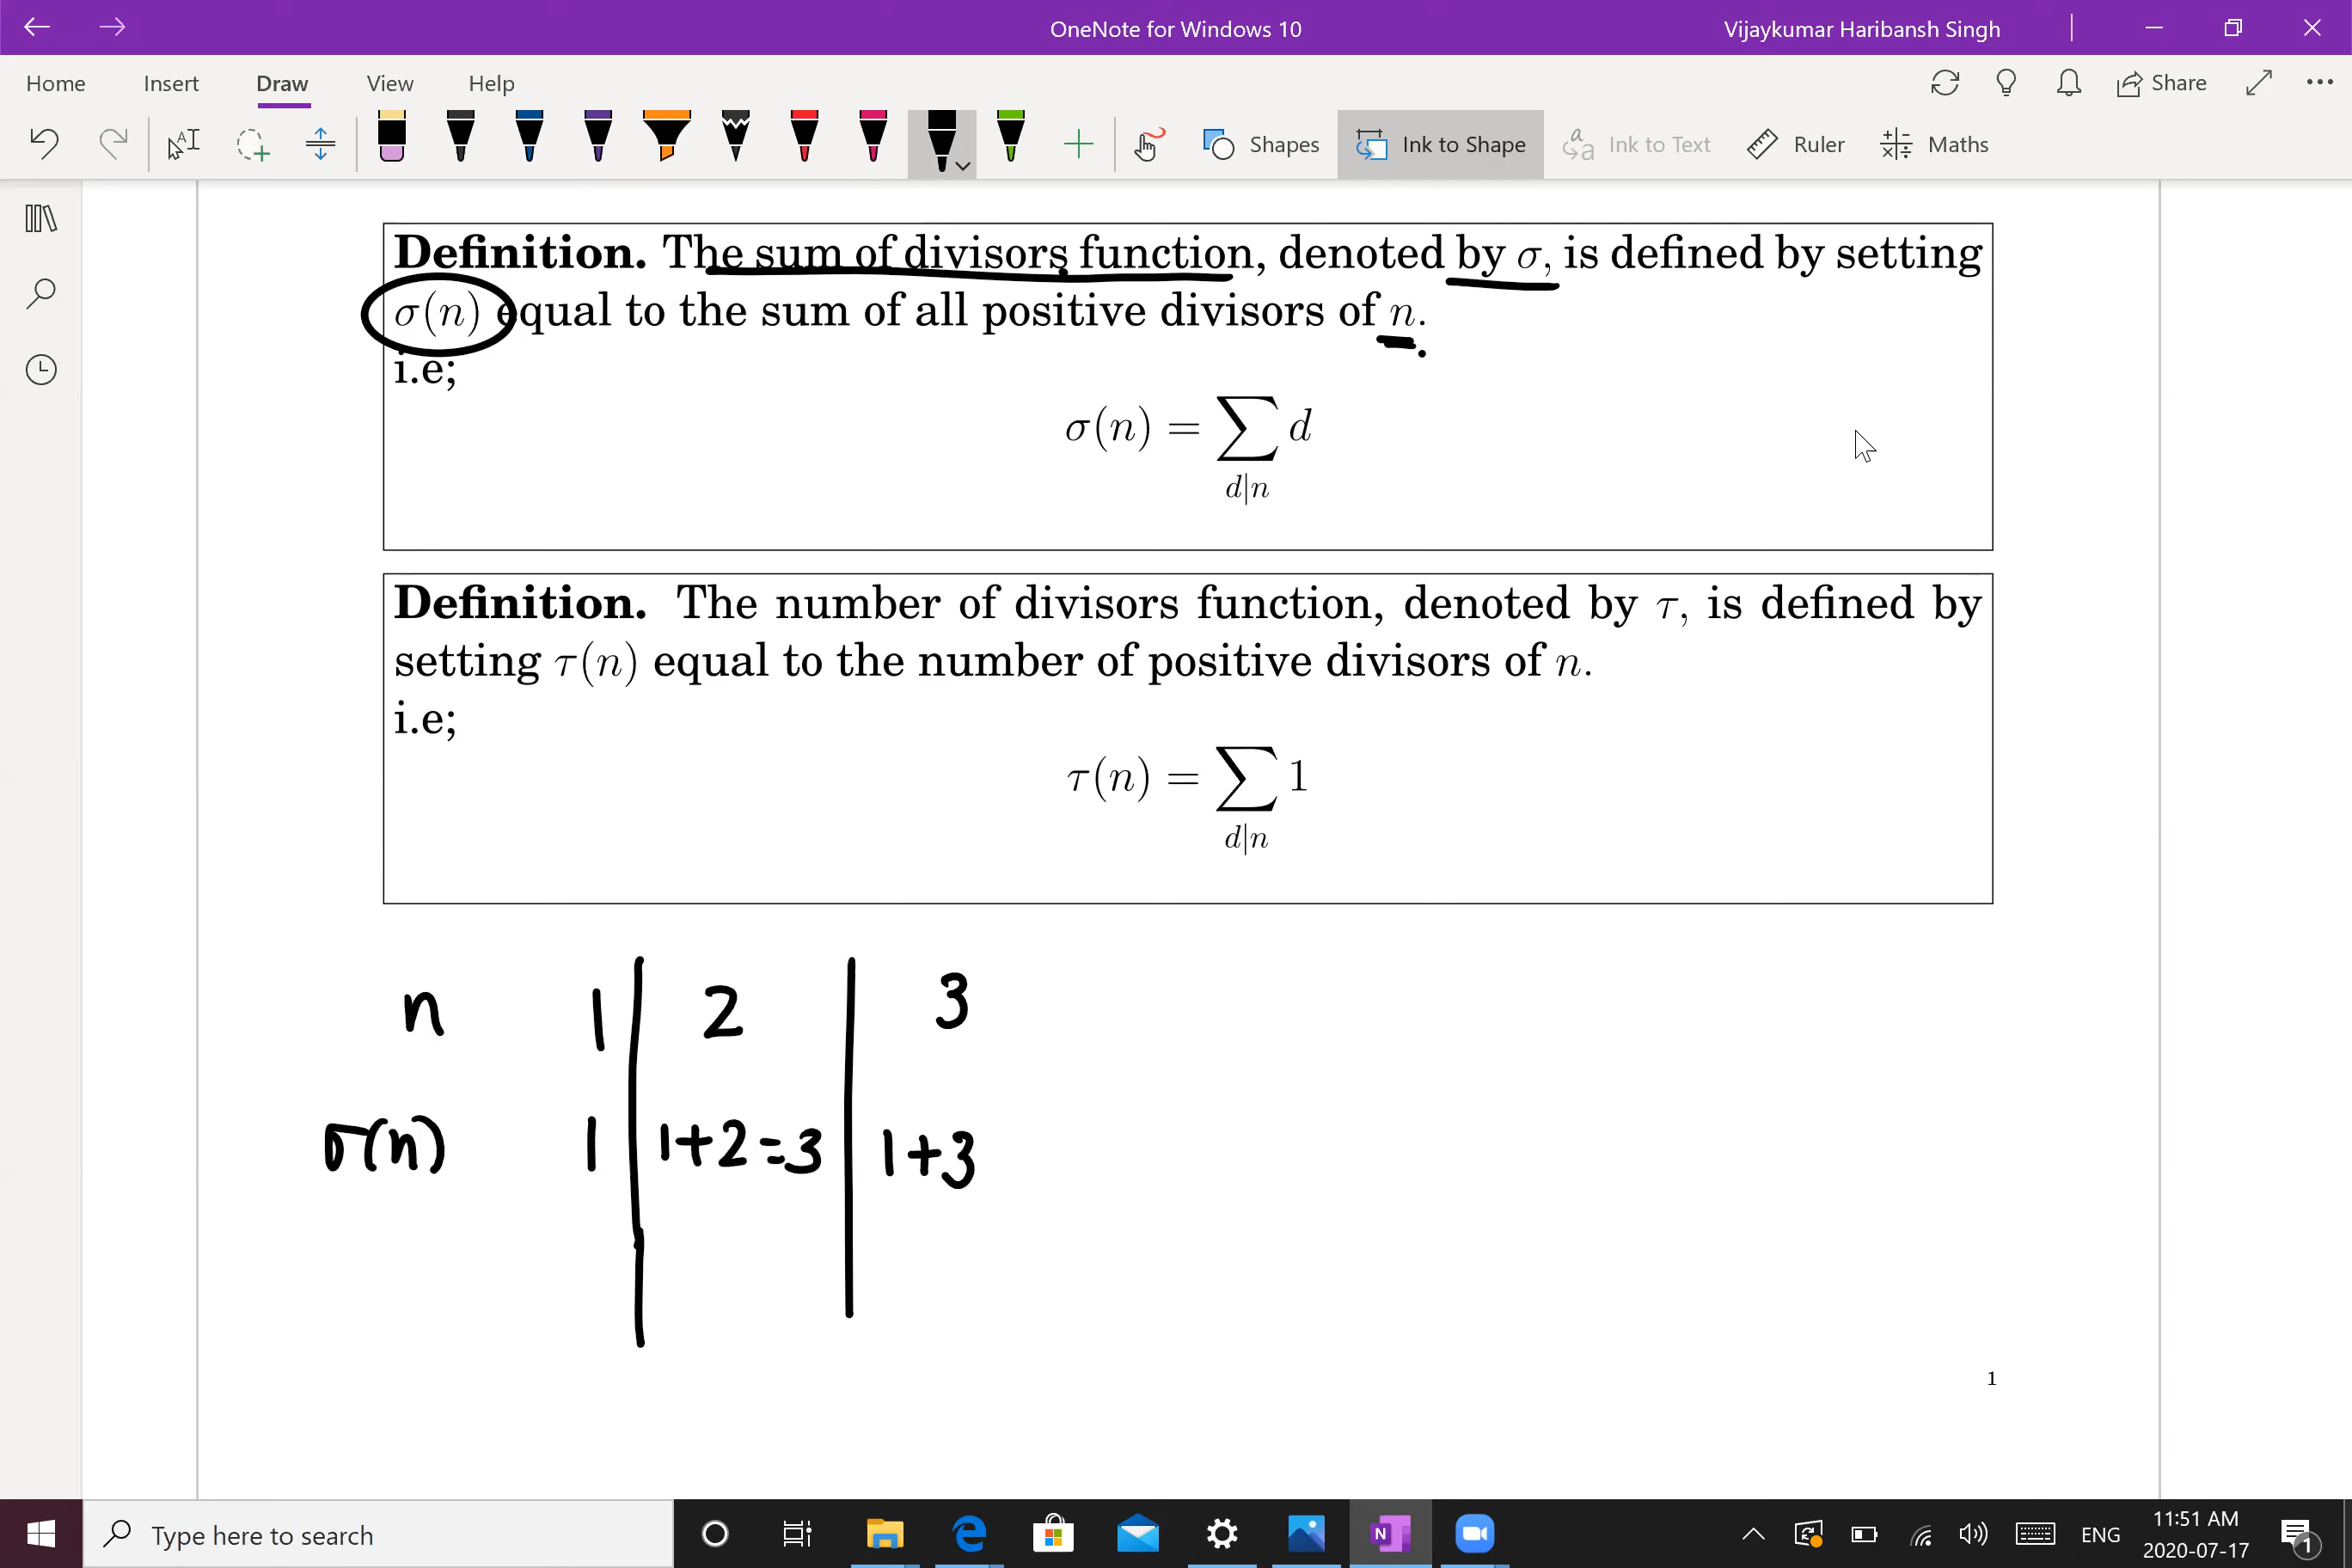 OneNote for Windows 10
Vijaykumar Haribansh Singh
Home Insert Draw View Help
Share
Shapes Ink to Shape Ink to Text Ruler Maths
Definition. The sum of divisors function, denoted by σ, is defined by setting
σ(n) equal to the sum of all positive divisors of n.
i.e;
σ(n) = ∑ d
d|n
Definition. The number of divisors function, denoted by τ, is defined by
setting τ(n) equal to the number of positive divisors of n.
i.e;
τ(n) = ∑ 1
d|n
n 1 2 3
σ(n) 1 1+2=3 1+3
1
Type here to search
ENG
11:51 AM
2020-07-17
1